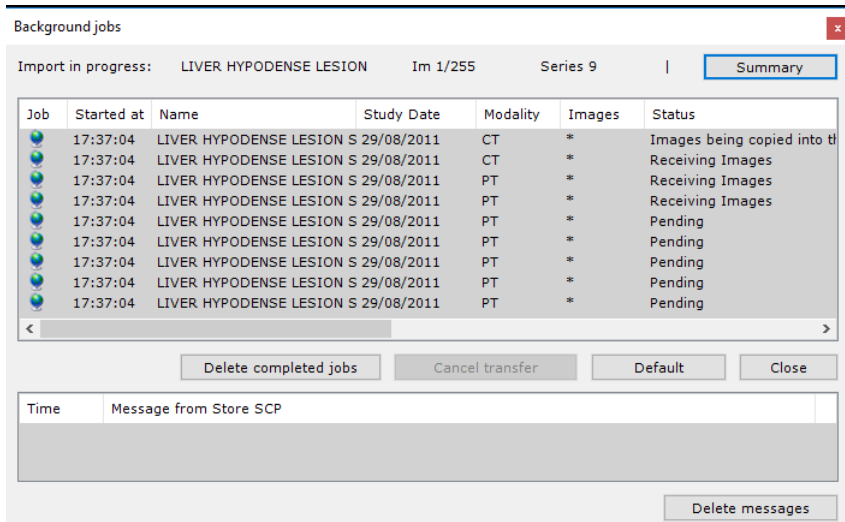 Background jobs
x
Import in progress: LIVER HYPODENSE LESION Im 1/255 Series 9 | Summary
Job Started at Name Study Date Modality Images Status
17:37:04 LIVER HYPODENSE LESION S 29/08/2011 CT * Images being copied into th
17:37:04 LIVER HYPODENSE LESION S 29/08/2011 CT * Receiving Images
17:37:04 LIVER HYPODENSE LESION S 29/08/2011 PT * Receiving Images
17:37:04 LIVER HYPODENSE LESION S 29/08/2011 PT * Receiving Images
17:37:04 LIVER HYPODENSE LESION S 29/08/2011 PT * Pending
17:37:04 LIVER HYPODENSE LESION S 29/08/2011 PT * Pending
17:37:04 LIVER HYPODENSE LESION S 29/08/2011 PT * Pending
17:37:04 LIVER HYPODENSE LESION S 29/08/2011 PT * Pending
17:37:04 LIVER HYPODENSE LESION S 29/08/2011 PT * Pending
Delete completed jobs Cancel transfer Default Close
Time Message from Store SCP
Delete messages